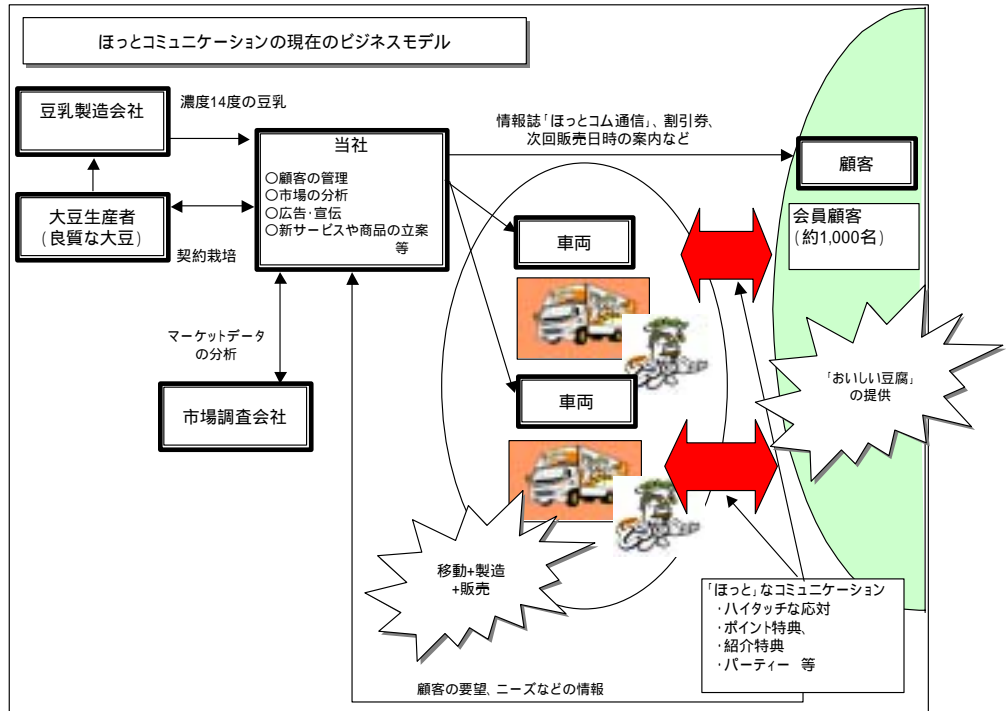 ほっとコミュニケーションの現在のビジネスモデル
豆乳製造会社
濃度14度の豆乳
大豆生産者
(良質な大豆)
契約栽培
当社
○顧客の管理
○市場の分析
○広告・宣伝
○新サービスや商品の立案
等
情報誌「ほっとコム通信」、割引券、
次回販売日時の案内など
顧客
会員顧客
(約1,000名)
車両
マーケットデータ
の分析
市場調査会社
車両
「おいしい豆腐」
の提供
移動+製造
+販売
「ほっと」なコミュニケーション
・ハイタッチな応対
・ポイント特典、
・紹介特典
・パーティー 等
顧客の要望、ニーズなどの情報